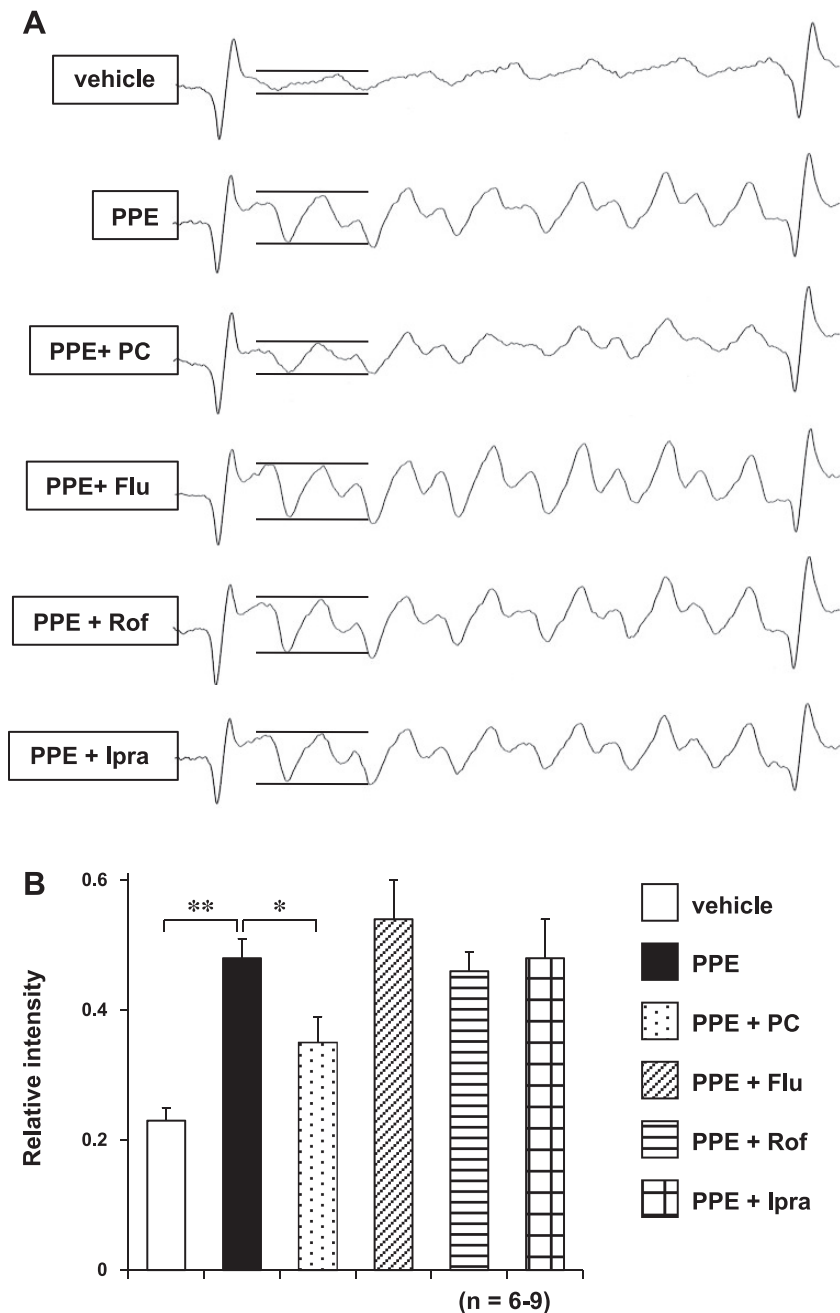 A
vehicle
PPE
PPE+ PC
PPE+ Flu
PPE + Rof
PPE + Ipra
B
Relative intensity
0.6
0.4
0.2
0
**
*
(n = 6-9)
vehicle
PPE
PPE + PC
PPE + Flu
PPE + Rof
PPE + Ipra